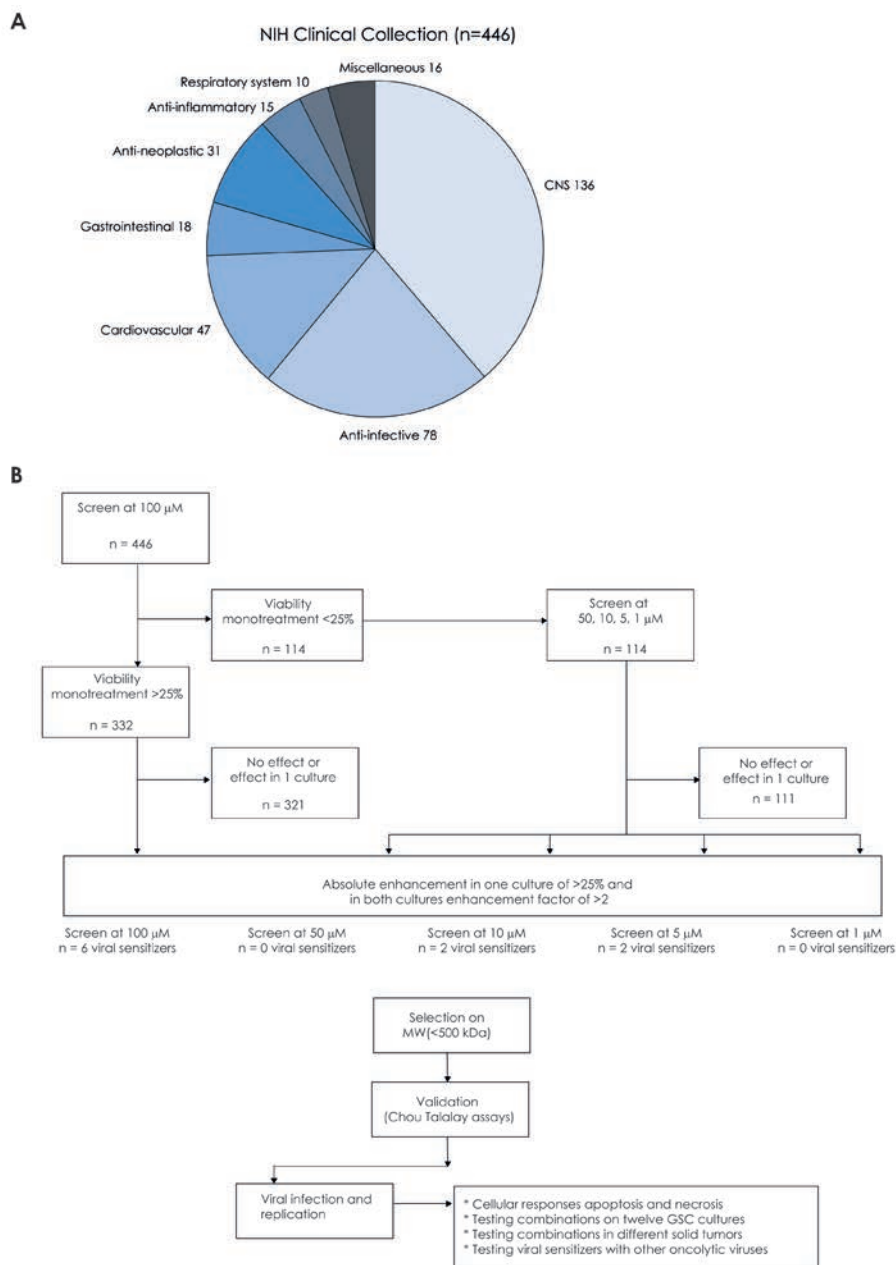 A
NIH Clinical Collection (n=446)
Miscellaneous 16
Respiratory system 10
Anti-inflammatory 15
Anti-neoplastic 31
CNS 136
Gastrointestinal 18
Cardiovascular 47
Anti-infective 78
B
Screen at 100 µM
n = 446
Viability
monotreatment <25%
n = 114
Screen at
50, 10, 5, 1 µM
n = 114
Viability
monotreatment >25%
n = 332
No effect or
effect in 1 culture
n = 321
No effect or
effect in 1 culture
n = 111
Absolute enhancement in one culture of >25% and
in both cultures enhancement factor of >2
Screen at 100 µM
n = 6 viral sensitizers
Screen at 50 µM
n = 0 viral sensitizers
Screen at 10 µM
n = 2 viral sensitizers
Screen at 5 µM
n = 2 viral sensitizers
Screen at 1 µM
n = 0 viral sensitizers
Selection on
MW(<500 kDa)
Validation
(Chou Talalay assays)
Viral infection and
replication
* Cellular responses apoptosis and necrosis
* Testing combinations on twelve GSC cultures
* Testing combinations in different solid tumors
* Testing viral sensitizers with other oncolytic viruses